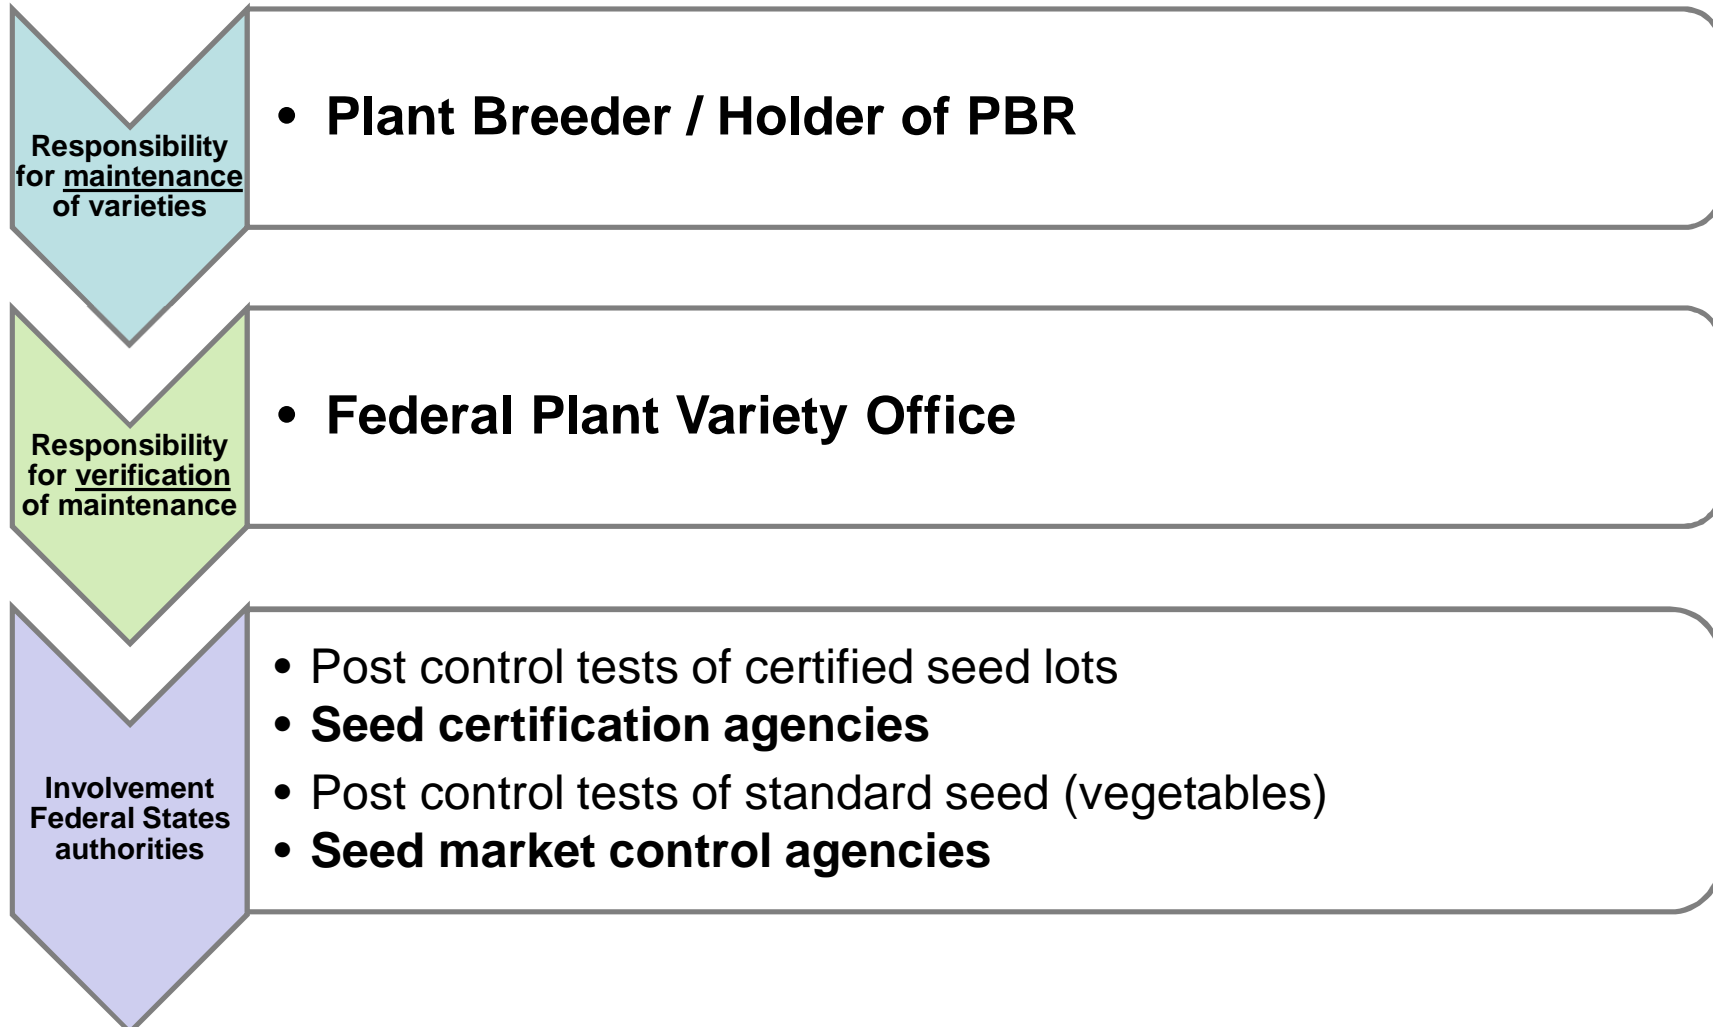 Responsibility
for maintenance
of varieties
• Plant Breeder / Holder of PBR
Responsibility
for verification
of maintenance
• Federal Plant Variety Office
Involvement
Federal States
authorities
• Post control tests of certified seed lots
• Seed certification agencies
• Post control tests of standard seed (vegetables)
• Seed market control agencies